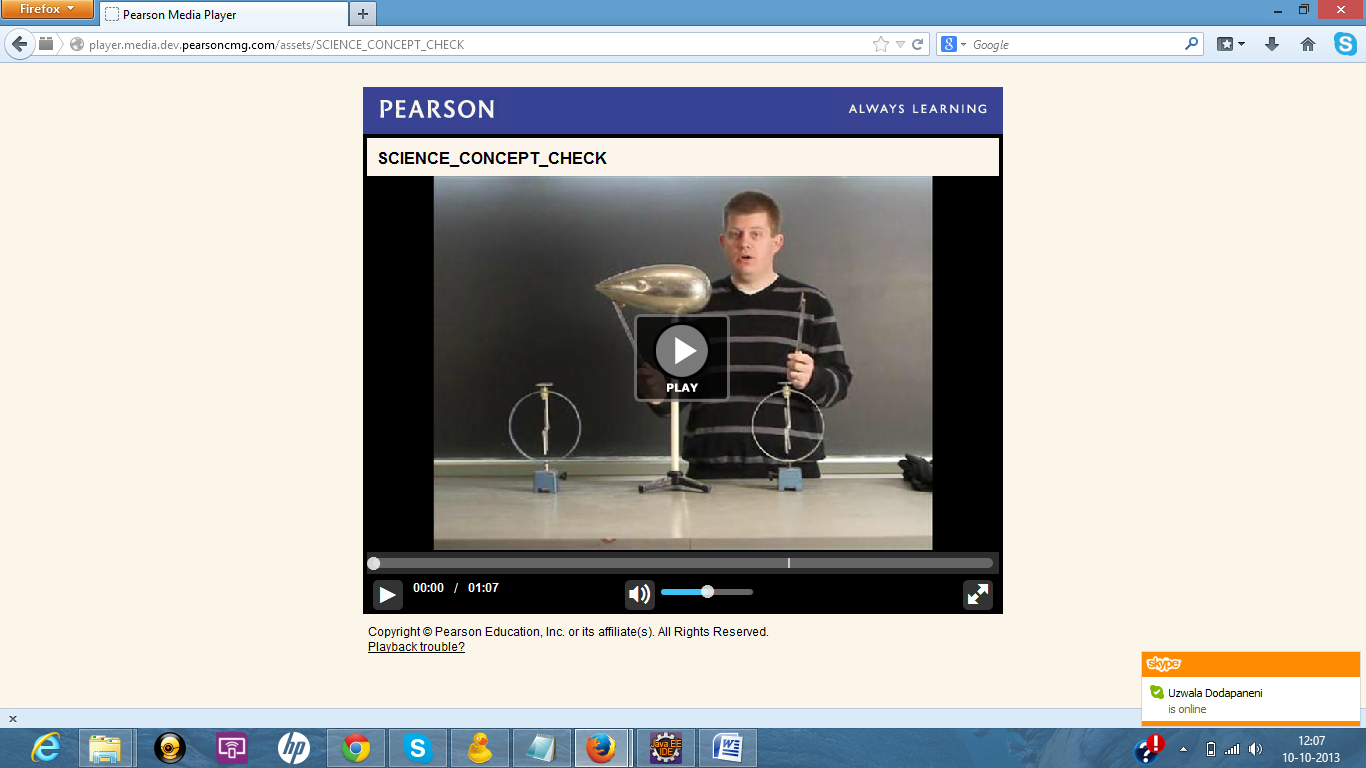 Firefox
Pearson Media Player
player.media.dev.pearsoncmg.com/assets/SCIENCE_CONCEPT_CHECK
Google
PEARSON
ALWAYS LEARNING
SCIENCE_CONCEPT_CHECK
PLAY
00:00 / 01:07
Copyright © Pearson Education, Inc. or its affiliate(s). All Rights Reserved.
Playback trouble?
skype
Uzwala Dodapaneni
is online
hp
Java EE
IDE
12:07
10-10-2013